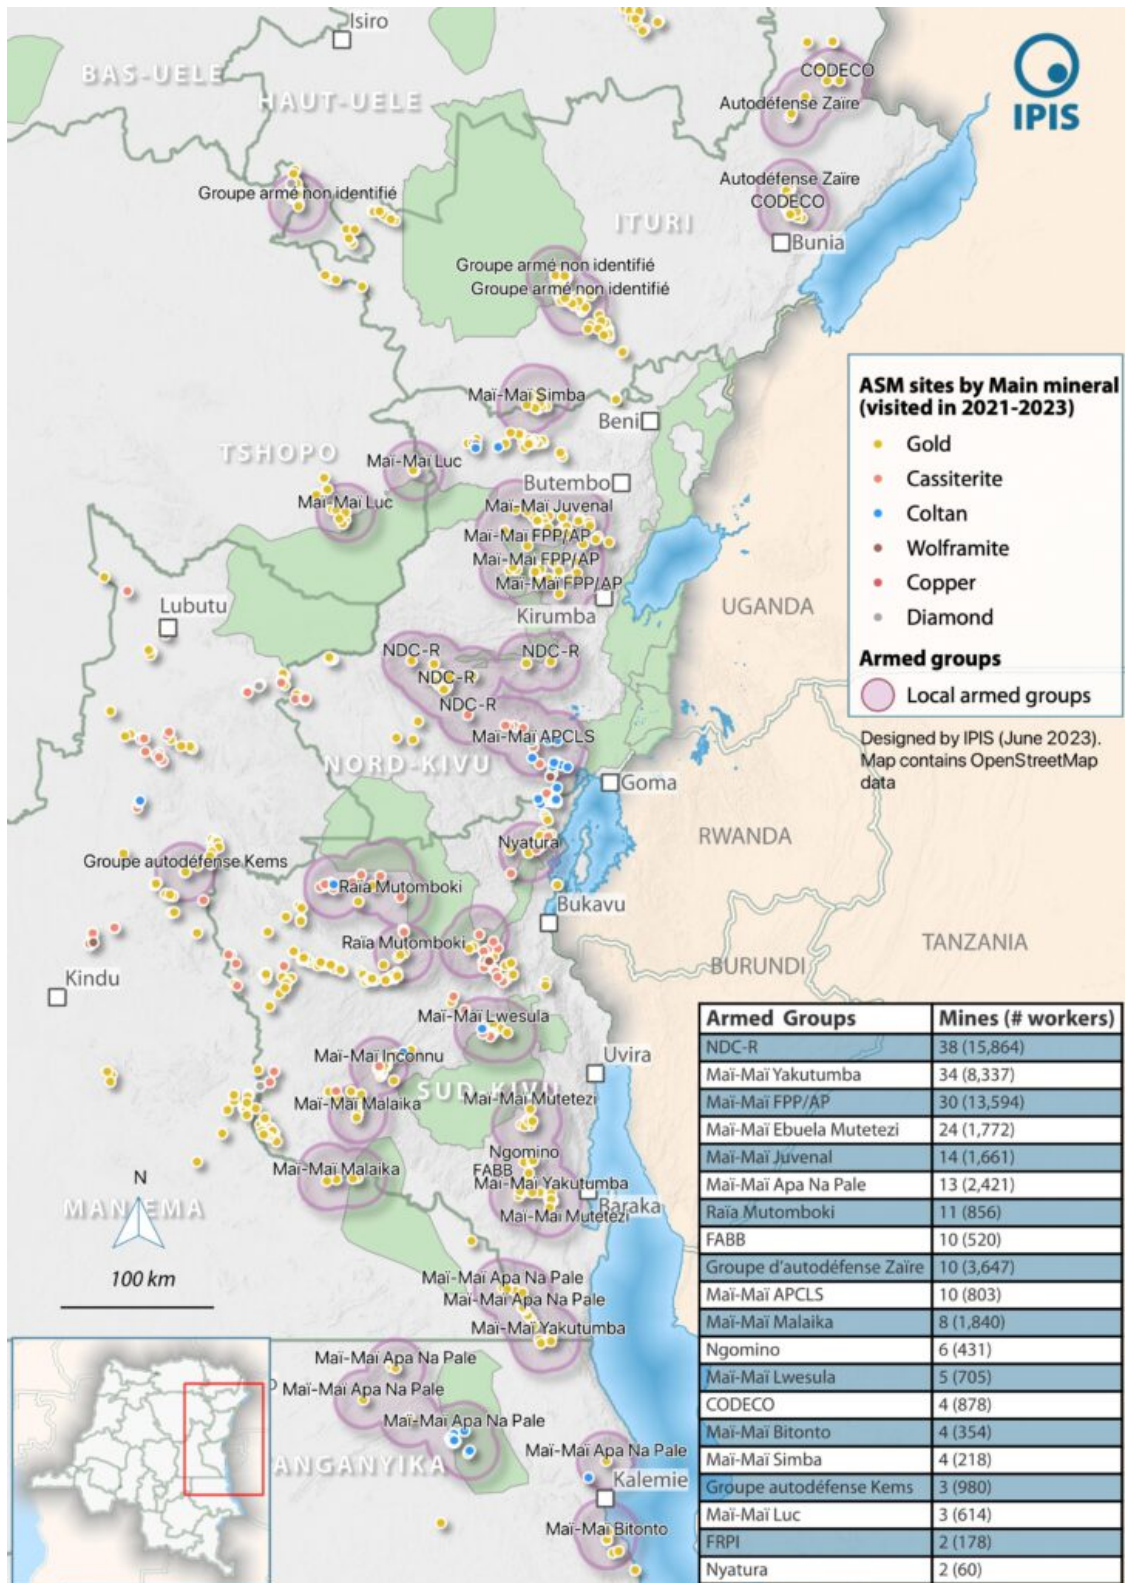 Isiro
BAS-UELE
HAUT-UELE
CODECO
Autodéfense Zaïre
IPIS
Groupe armé non identifié
Autodéfense Zaïre
CODECO
ITURI
Bunia
Groupe armé non identifié
Groupe armé non identifié
Maï-Maï Simba
Beni
TSHOPO
Maï-Maï Luc
Butembo
Maï-Maï Luc
Maï-Maï Juvenal
Maï-Maï FPP/AP
Maï-Maï FPP/AP
Maï-Maï FPP/AP
Lubutu
Kirumba
UGANDA
NDC-R
NDC-R
NDC-R
NDC-R
Maï-Maï APCLS
NORD-KIVU
Goma
RWANDA
Nyatura
Groupe autodéfense Kems
Raïa Mutomboki
Bukavu
Raïa Mutomboki
TANZANIA
BURUNDI
Kindu
Maï-Maï Lwesula
Maï-Maï Inconnu
Uvira
SUD-KIVU
Maï-Maï Mutetezi
Maï-Maï Malaika
Ngomino
FABB
Maï-Maï Malaika
Maï-Maï Yakutumba
Baraka
Maï-Maï Mutetezi
MANIEMA
N
100 km
Maï-Maï Apa Na Pale
Maï-Maï Apa Na Pale
Maï-Maï Yakutumba
Maï-Maï Apa Na Pale
Maï-Maï Apa Na Pale
Maï-Maï Apa Na Pale
ANGANYIKA
Maï-Maï Apa Na Pale
Kalemie
Maï-Maï Bitonto
ASM sites by Main mineral
(visited in 2021-2023)
Gold
Cassiterite
Coltan
Wolframite
Copper
Diamond
Armed groups
Local armed groups
Designed by IPIS (June 2023).
Map contains OpenStreetMap
data
Armed Groups Mines (# workers)
NDC-R 38 (15,864)
Maï-Maï Yakutumba 34 (8,337)
Maï-Maï FPP/AP 30 (13,594)
Maï-Maï Ebuela Mutetezi 24 (1,772)
Maï-Maï Juvenal 14 (1,661)
Maï-Maï Apa Na Pale 13 (2,421)
Raïa Mutomboki 11 (856)
FABB 10 (520)
Groupe d'autodéfense Zaïre 10 (3,647)
Maï-Maï APCLS 10 (803)
Maï-Maï Malaika 8 (1,840)
Ngomino 6 (431)
Maï-Maï Lwesula 5 (705)
CODECO 4 (878)
Maï-Maï Bitonto 4 (354)
Maï-Maï Simba 4 (218)
Groupe autodéfense Kems 3 (980)
Maï-Maï Luc 3 (614)
FRPI 2 (178)
Nyatura 2 (60)